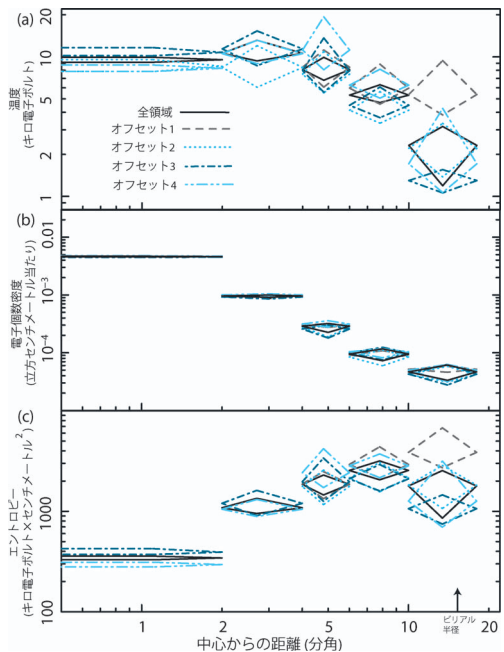 (a)
20
10
5
2
1
温度
(キロ電子ボルト)
全領域
オフセット1
オフセット2
オフセット3
オフセット4
(b)
0.01
10⁻³
10⁻⁴
電子個数密度
(立方センチメートル当たり)
(c)
1000
100
エントロピー
(キロ電子ボルト×センチメートル²)
ビリアル
半径
1
2
5
10
20
中心からの距離 (分角)